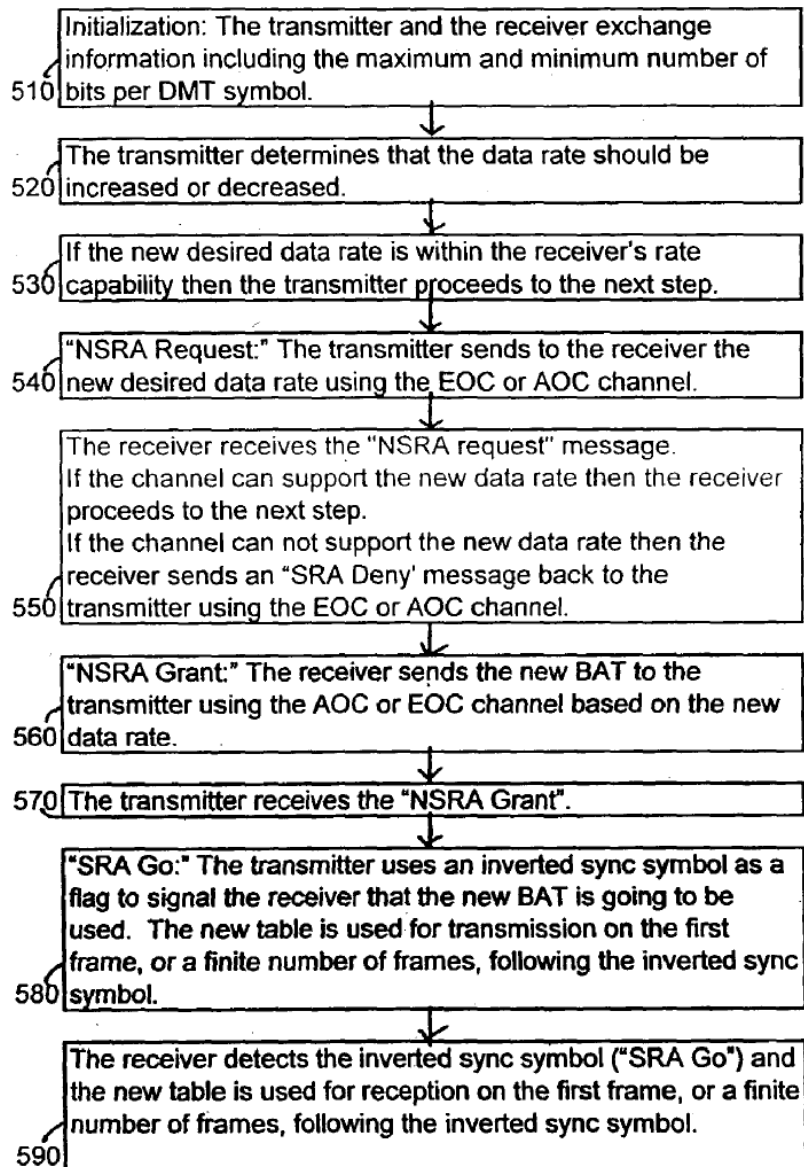 Initialization: The transmitter and the receiver exchange
information including the maximum and minimum number of
510 bits per DMT symbol.
The transmitter determines that the data rate should be
520 increased or decreased.
If the new desired data rate is within the receiver's rate
530 capability then the transmitter proceeds to the next step.
"NSRA Request:" The transmitter sends to the receiver the
540 new desired data rate using the EOC or AOC channel.
The receiver receives the "NSRA request" message.
If the channel can support the new data rate then the receiver
proceeds to the next step.
If the channel can not support the new data rate then the
receiver sends an "SRA Deny' message back to the
550 transmitter using the EOC or AOC channel.
"NSRA Grant:" The receiver sends the new BAT to the
transmitter using the AOC or EOC channel based on the new
560 data rate.
570 The transmitter receives the "NSRA Grant".
"SRA Go:" The transmitter uses an inverted sync symbol as a
flag to signal the receiver that the new BAT is going to be
used. The new table is used for transmission on the first
frame, or a finite number of frames, following the inverted sync
580 symbol.
The receiver detects the inverted sync symbol ("SRA Go") and
the new table is used for reception on the first frame, or a finite
number of frames, following the inverted sync symbol.
590